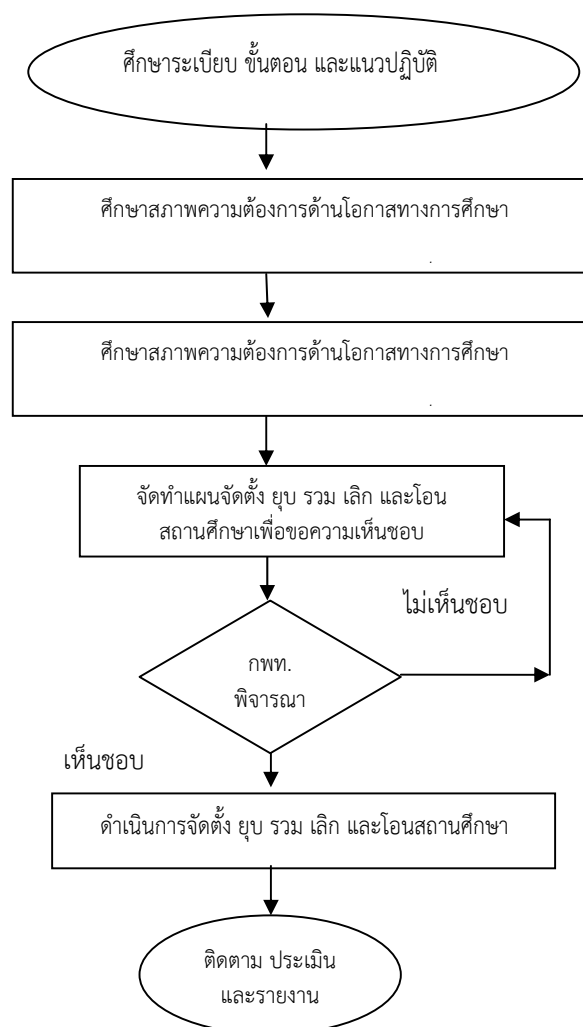 ศึกษาระเบียบ ขั้นตอน และแนวปฏิบัติ
ศึกษาสภาพความต้องการด้านโอกาสทางการศึกษา
.
ศึกษาสภาพความต้องการด้านโอกาสทางการศึกษา
.
จัดทำแผนจัดตั้ง ยุบ รวม เลิก และโอน
สถานศึกษาเพื่อขอความเห็นชอบ
ไม่เห็นชอบ
กพท.
พิจารณา
เห็นชอบ
ดำเนินการจัดตั้ง ยุบ รวม เลิก และโอนสถานศึกษา
ติดตาม ประเมิน
และรายงาน